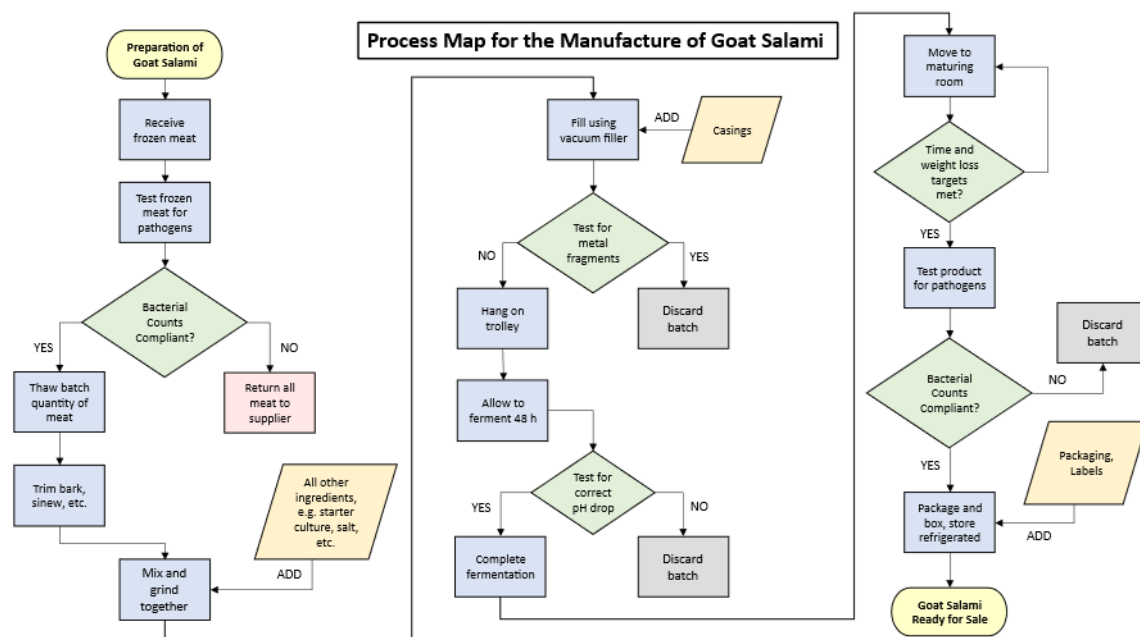 Process Map for the Manufacture of Goat Salami
Preparation of
Goat Salami
Receive
frozen meat
Test frozen
meat for
pathogens
Bacterial
Counts
Compliant?
YES
NO
Thaw batch
quantity of
meat
Return all
meat to
supplier
Trim bark,
sinew, etc.
All other
ingredients,
e.g. starter
culture, salt,
etc.
ADD
Mix and
grind
together
Fill using
vacuum filler
ADD
Casings
Test for
metal
fragments
NO
YES
Hang on
trolley
Discard
batch
Allow to
ferment 48 h
Test for
correct
pH drop
YES
NO
Complete
fermentation
Discard
batch
Move to
maturing
room
Time and
weight loss
targets
met?
YES
Test product
for pathogens
Discard
batch
Bacterial
Counts
Compliant?
NO
YES
Packaging,
Labels
Package and
box, store
refrigerated
ADD
Goat Salami
Ready for Sale